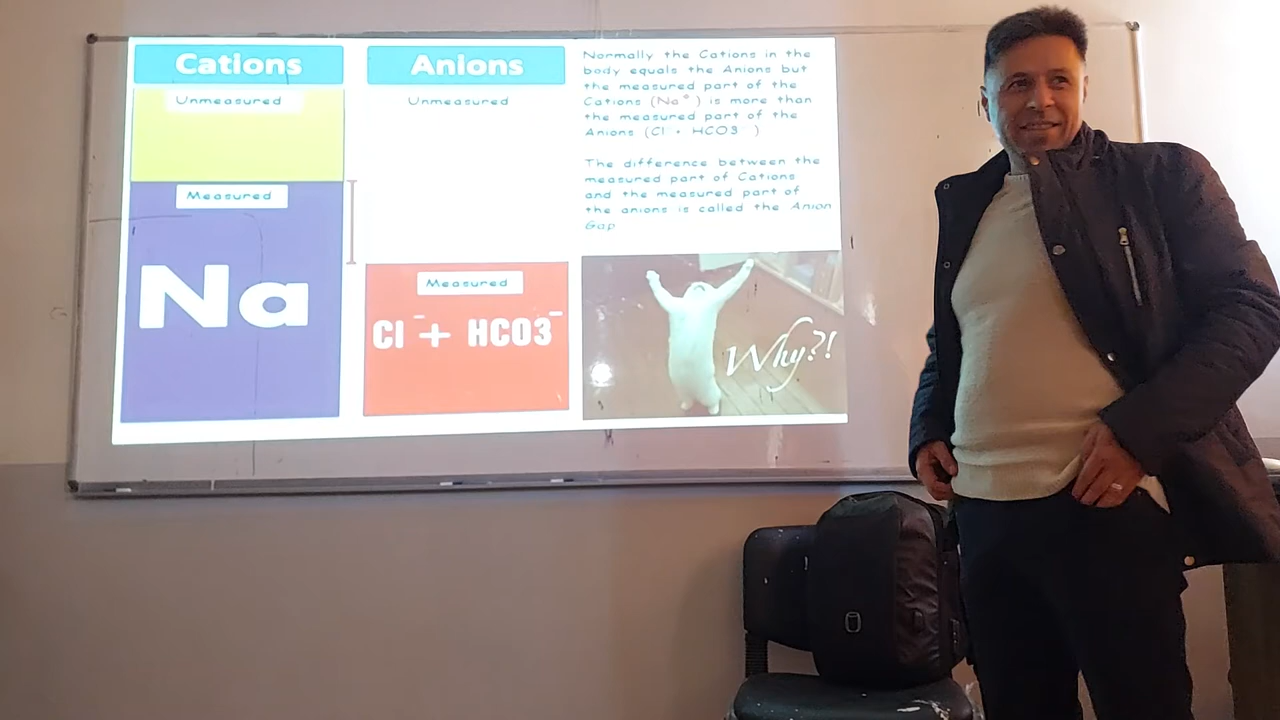 Cations
Unmeasured
Measured
Na
Anions
Unmeasured
Measured
Cl⁻ + HCO3⁻
Normally the Cations in the
body equals the Anions but
the measured part of the
Cations (Na⁺) is more than
the measured part of the
Anions (Cl⁻ + HCO3⁻)
The difference between the
measured part of Cations
and the measured part of
the anions is called the Anion
Gap
Why?!